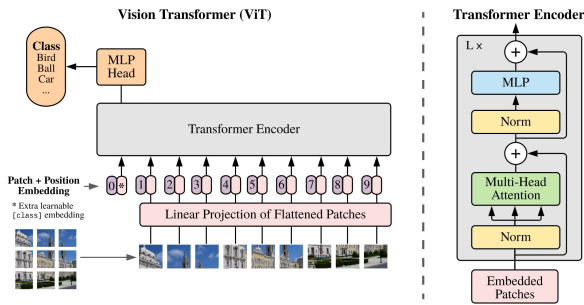 Vision Transformer (ViT)
Class
Bird
Ball
Car
...
MLP
Head
Transformer Encoder
Patch + Position
Embedding
0 * 1 2 3 4 5 6 7 8 9
* Extra learnable
[class] embedding
Linear Projection of Flattened Patches
Transformer Encoder
L ×
+
MLP
Norm
+
Multi-Head
Attention
Norm
Embedded
Patches